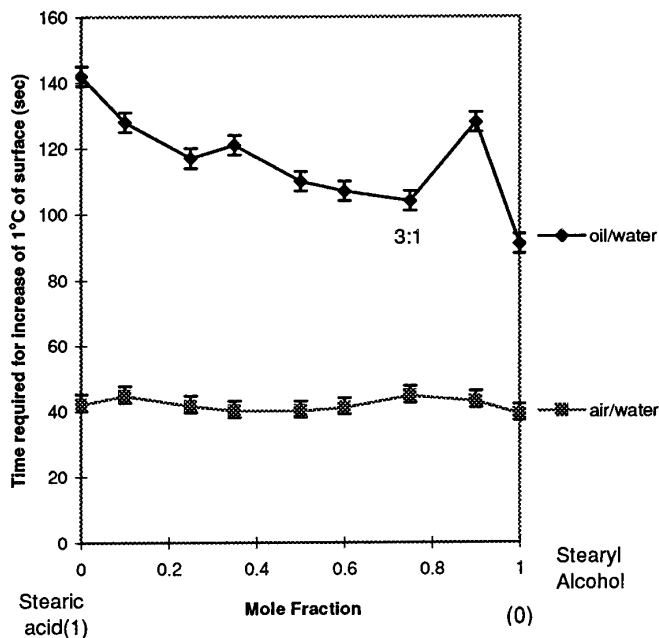 Time required for increase of 1°C of surface (sec)
160
140
120
100
80
60
40
20
0
3:1
oil/water
air/water
0
0.2
0.4
0.6
0.8
1
Stearic
acid(1)
Mole Fraction
(0)
Stearyl
Alcohol